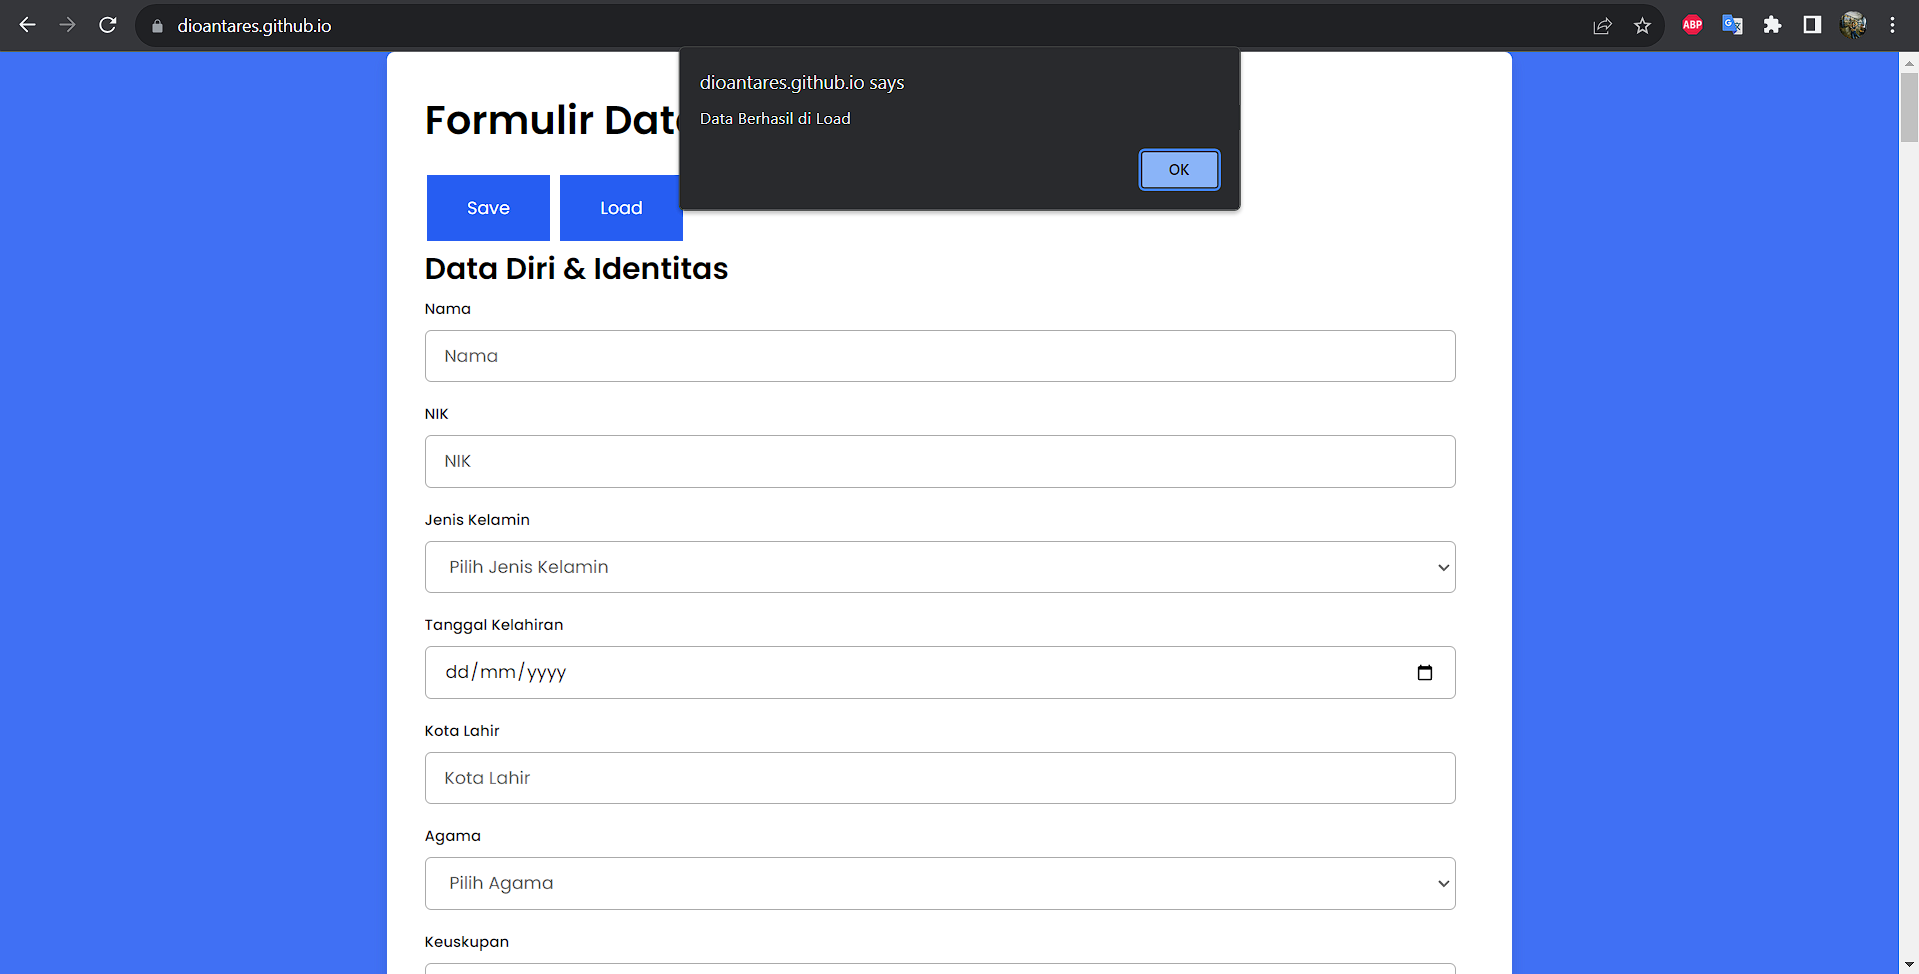 dioantares.github.io
ABP
dioantares.github.io says
Data Berhasil di Load
OK
Formulir Data
Save
Load
Data Diri & Identitas
Nama
Nama
NIK
NIK
Jenis Kelamin
Pilih Jenis Kelamin
Tanggal Kelahiran
dd/mm/yyyy
Kota Lahir
Kota Lahir
Agama
Pilih Agama
Keuskupan